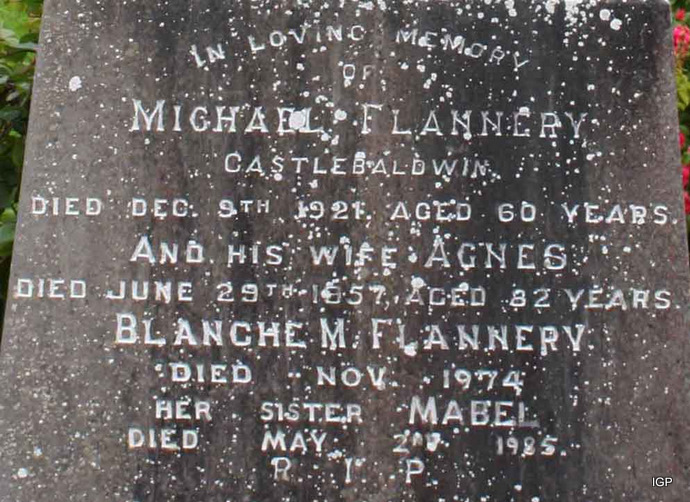 IN LOVING MEMORY
OF
MICHAEL FLANNERY
CASTLEBALDWIN.
DIED DEC. 9TH 1921. AGED 60 YEARS.
AND HIS WIFE AGNES
DIED JUNE 29TH 1957, AGED 82 YEARS.
BLANCHE M. FLANNERY.
DIED NOV. 1974
HER SISTER MABEL
DIED MAY. 2ND 1985.
R. I. P.
IGP